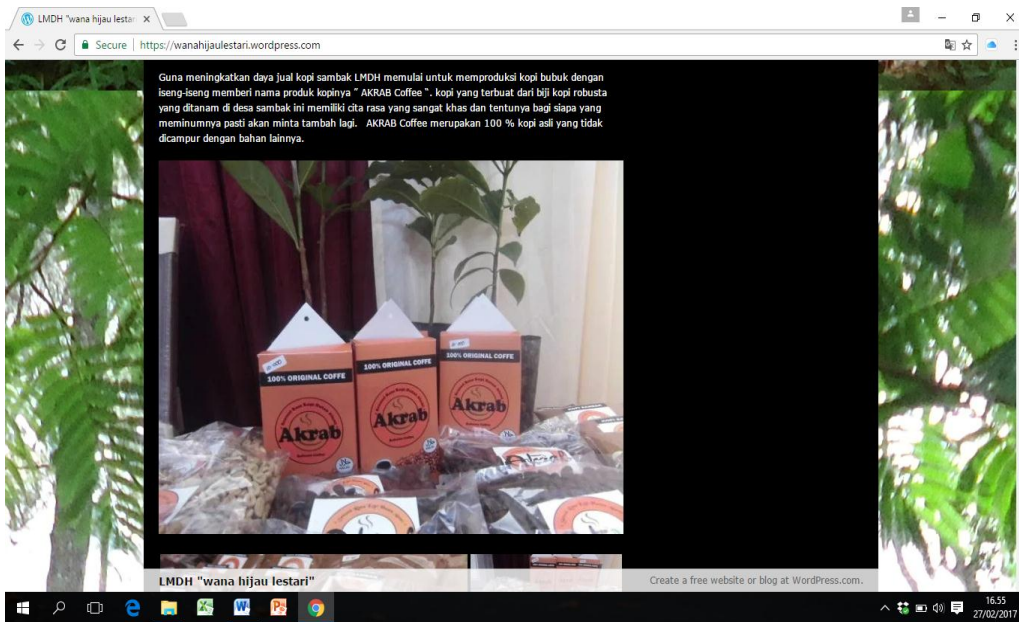 LMDH "wana hijau lestari
Secure
https://wanahijaulestari.wordpress.com
Guna meningkatkan daya jual kopi sambak LMDH memulai untuk memproduksi kopi bubuk dengan
iseng-iseng memberi nama produk kopinya " AKRAB Coffee ". kopi yang terbuat dari biji kopi robusta
yang ditanam di desa sambak ini memiliki cita rasa yang sangat khas dan tentunya bagi siapa yang
meminumnya pasti akan minta tambah lagi. AKRAB Coffee merupakan 100 % kopi asli yang tidak
dicampur dengan bahan lainnya.
100% ORIGINAL COFFE
Akrab
100% ORIGINAL COFFE
Akrab
100% ORIGINAL COFFE
Akrab
LMDH "wana hijau lestari"
Create a free website or blog at WordPress.com.
16.55
27/02/2017